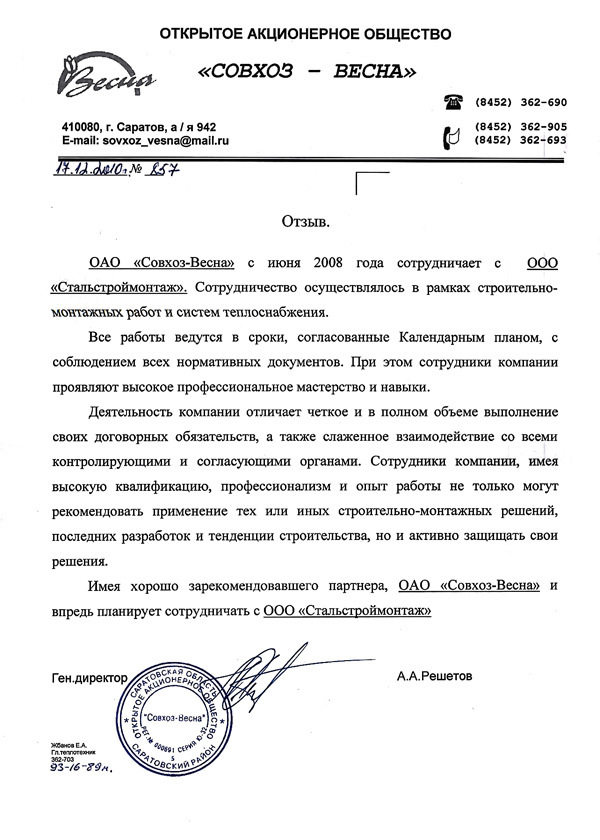 ОТКРЫТОЕ АКЦИОНЕРНОЕ ОБЩЕСТВО
Весна
«СОВХОЗ – ВЕСНА»
(8452) 362-690
410080, г. Саратов, а / я 942
(8452) 362-905
E-mail: sovxoz_vesna@mail.ru
(8452) 362-693
17.12.2010г. № 857
Отзыв.
ОАО «Совхоз-Весна» с июня 2008 года сотрудничает с ООО
«Стальстроймонтаж». Сотрудничество осуществлялось в рамках строительно-
монтажных работ и систем теплоснабжения.
Все работы ведутся в сроки, согласованные Календарным планом, с
соблюдением всех нормативных документов. При этом сотрудники компании
проявляют высокое профессиональное мастерство и навыки.
Деятельность компании отличает четкое и в полном объеме выполнение
своих договорных обязательств, а также слаженное взаимодействие со всеми
контролирующими и согласующими органами. Сотрудники компании, имея
высокую квалификацию, профессионализм и опыт работы не только могут
рекомендовать применение тех или иных строительно-монтажных решений,
последних разработок и тенденции строительства, но и активно защищать свои
решения.
Имея хорошо зарекомендовавшего партнера, ОАО «Совхоз-Весна» и
впредь планирует сотрудничать с ООО «Стальстроймонтаж»
Ген.директор
А.А.Решетов
САРАТОВСКАЯ ОБЛАСТЬ
ОТКРЫТОЕ АКЦИОНЕРНОЕ ОБЩЕСТВО
"Совхоз-Весна"
РЕГ.№ 000691 СЕРИЯ Ю-32
5
САРАТОВСКИЙ РАЙОН
Жбанов Е.А.
Гл.теплотехник
362-703
93-16-89м.